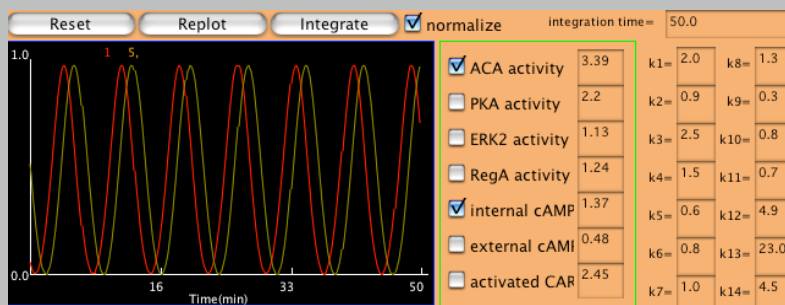 Reset Replot Integrate normalize integration time= 50.0
1.0 1 5,
0.0 16 33 50
Time(min)
ACA activity 3.39
PKA activity 2.2
ERK2 activity 1.13
RegA activity 1.24
internal cAMP 1.37
external cAMI 0.48
activated CAR 2.45
k1= 2.0 k8= 1.3
k2= 0.9 k9= 0.3
k3= 2.5 k10= 0.8
k4= 1.5 k11= 0.7
k5= 0.6 k12= 4.9
k6= 0.8 k13= 23.0
k7= 1.0 k14= 4.5